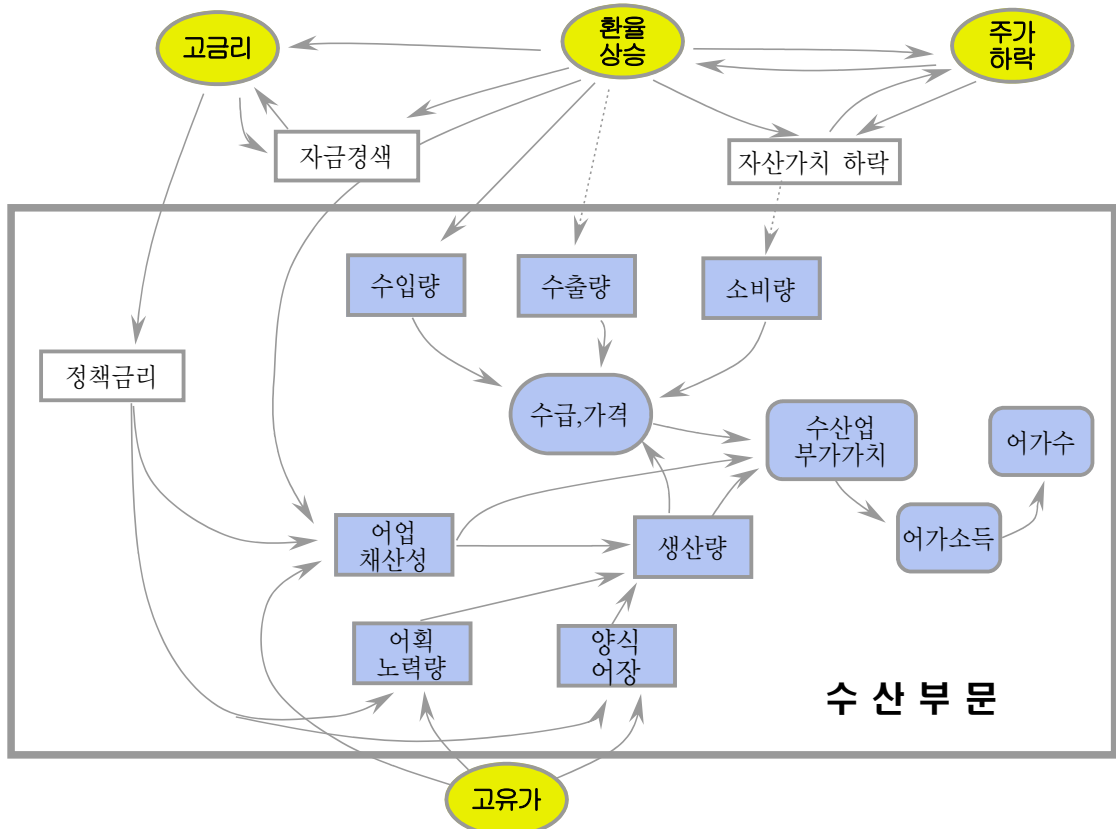 고금리
환율
상승
주가
하락
자금경색
자산가치 하락
수입량
수출량
소비량
정책금리
수급,가격
수산업
부가가치
어가수
어업
채산성
생산량
어가소득
어획
노력량
양식
어장
수 산 부 문
고유가